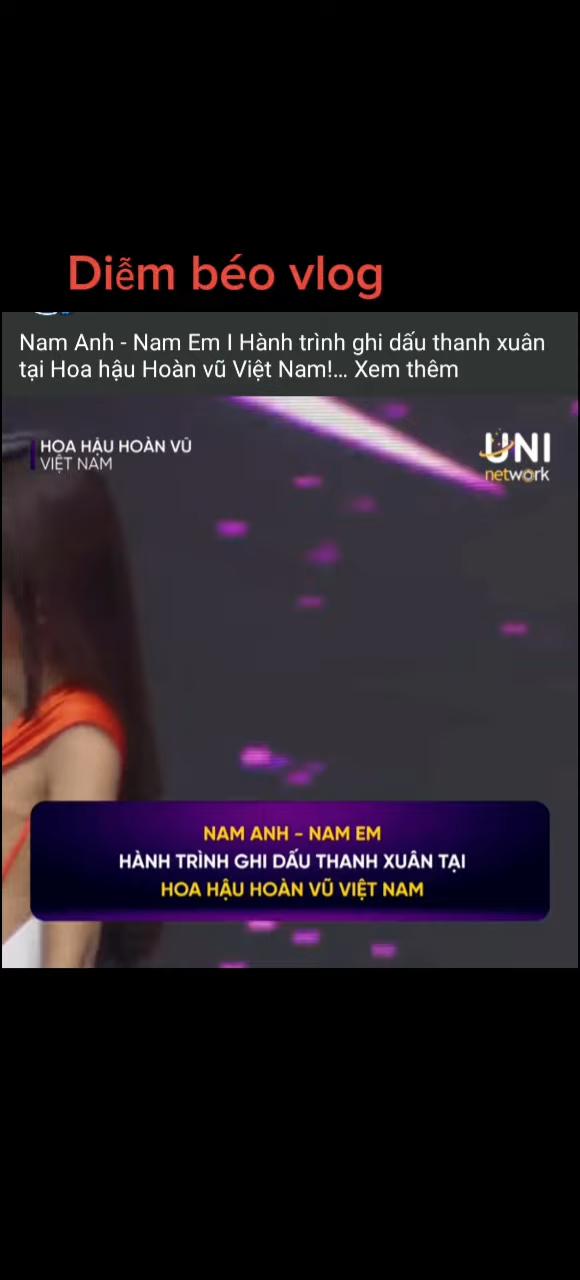 Diễm béo vlog
Nam Anh - Nam Em I Hành trình ghi dấu thanh xuân
tại Hoa hậu Hoàn vũ Việt Nam!... Xem thêm
HOA HẬU HOÀN VŨ
VIỆT NAM
UNI
network
NAM ANH - NAM EM
HÀNH TRÌNH GHI DẤU THANH XUÂN TẠI
HOA HẬU HOÀN VŨ VIỆT NAM